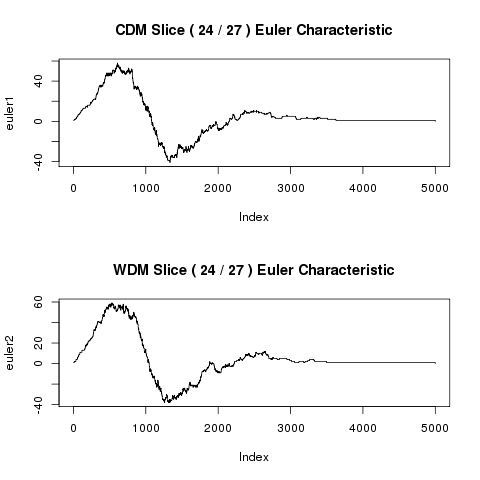 CDM Slice ( 24 / 27 ) Euler Characteristic
euler1
40
0
-40
0 1000 2000 3000 4000 5000
Index
WDM Slice ( 24 / 27 ) Euler Characteristic
euler2
60
20
0
-40
0 1000 2000 3000 4000 5000
Index